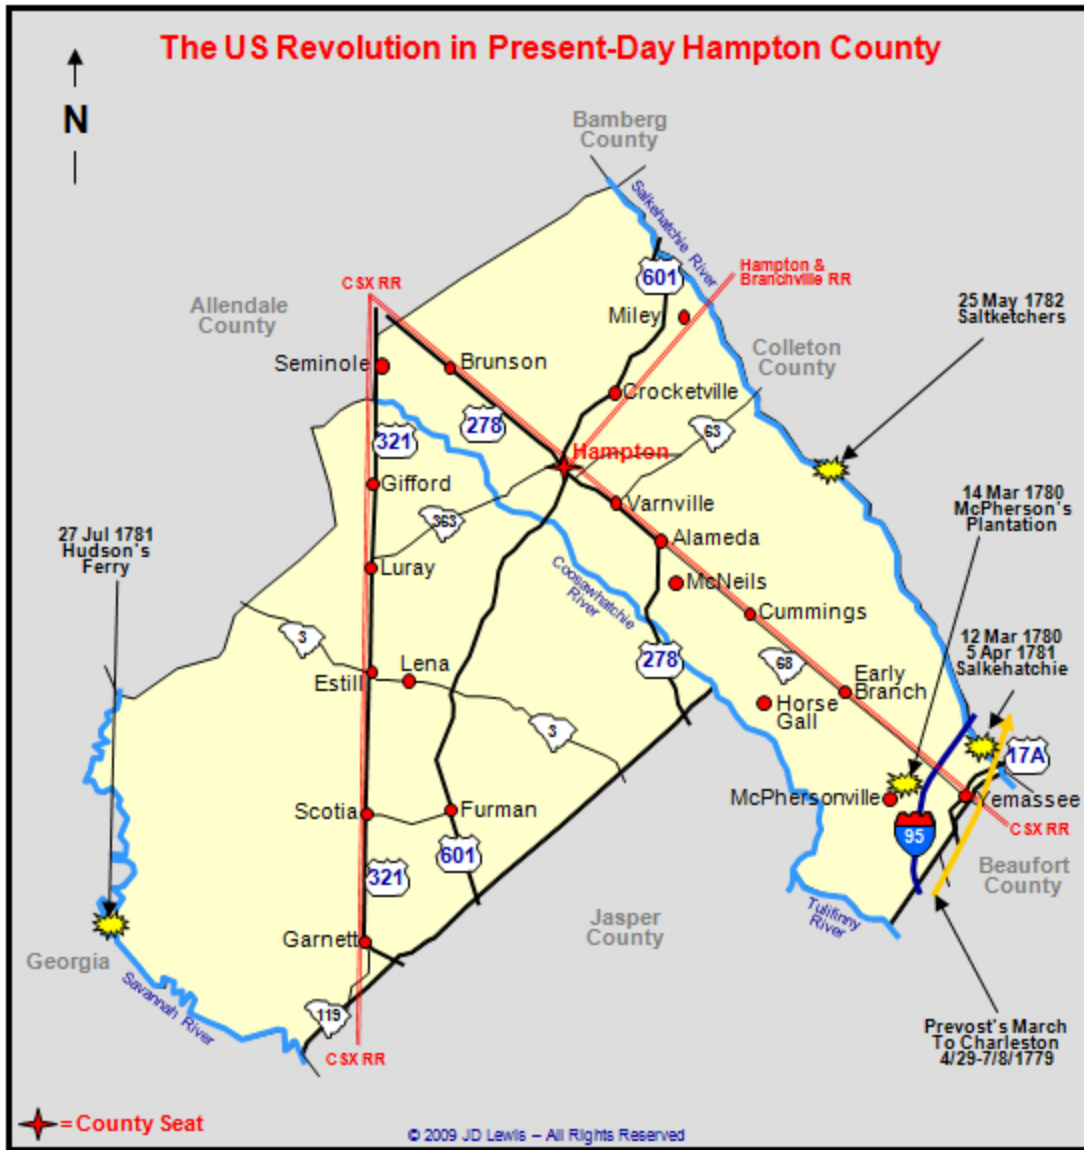 The US Revolution in Present-Day Hampton County
N
Bamberg
County
Salkehatchie River
601
Hampton &
Branchville RR
CSX RR
Allendale
County
25 May 1782
Saltketchers
Miley
Colleton
County
Seminole
Brunson
Crocketville
278
321
63
Hampton
Gifford
363
Varnville
14 Mar 1780
McPherson's
Plantation
27 Jul 1781
Hudson's
Ferry
Alameda
Luray
Coosawhatchie
River
McNeils
Cummings
3
12 Mar 1780
5 Apr 1781
Salkehatchie
Lena
Estill
278
68
Early
Branch
Horse
Gall
3
17A
McPhersonville
Yemassee
Scotia
Furman
95
CSX RR
601
321
Beaufort
County
Jasper
County
Tulifinny
River
Garnett
Georgia
Savannah River
119
CSX RR
Prevost's March
To Charleston
4/29-7/8/1779
= County Seat
© 2009 JD Lewis – All Rights Reserved